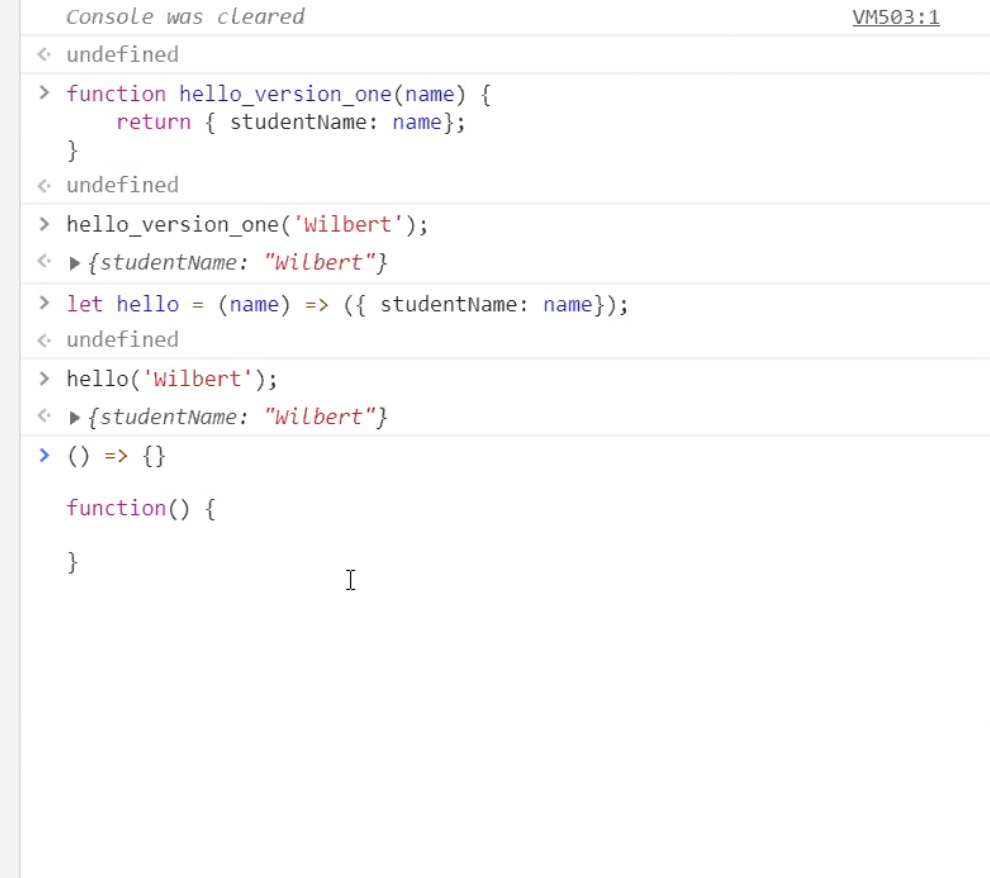 Console was cleared VM503:1
undefined
function hello_version_one(name) {
    return { studentName: name};
}
undefined
hello_version_one('Wilbert');
{studentName: "Wilbert"}
let hello = (name) => ({ studentName: name});
undefined
hello('Wilbert');
{studentName: "Wilbert"}
() => {}
function() {
}